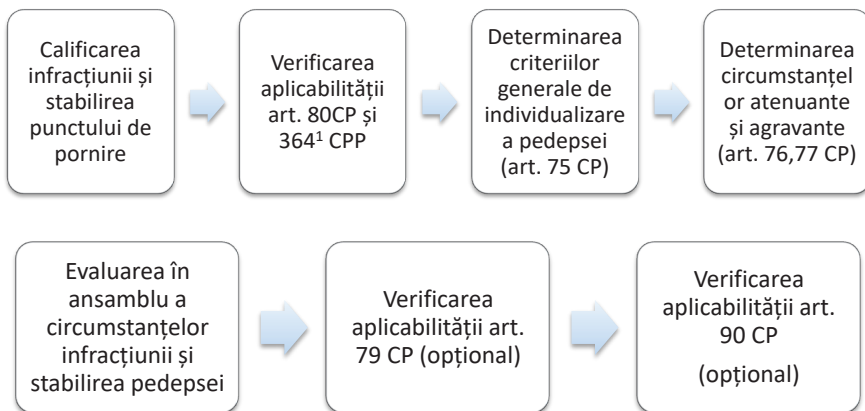 Calificarea
infracțiunii și
stabilirea
punctului de
pornire
Verificarea
aplicabilității
art. 80CP și
364¹ CPP
Determinarea
criteriilor
generale de
individualizare
a pedepsei
(art. 75 CP)
Determinarea
circumstanțel
or atenuante
și agravante
(art. 76,77 CP)
Evaluarea în
ansamblu a
circumstanțelor
infracțiunii și
stabilirea pedepsei
Verificarea
aplicabilității art.
79 CP (opțional)
Verificarea
aplicabilității art.
90 CP
(opțional)